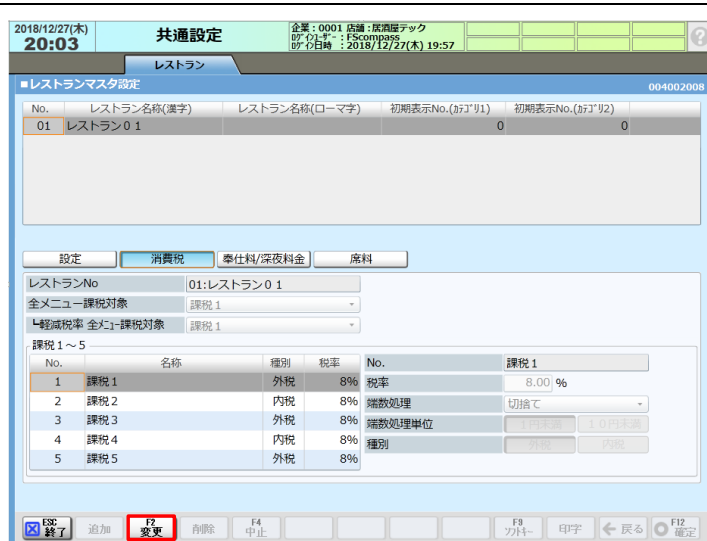 2018/12/27(木)
20:03
共通設定
企業：0001 店舗：居酒屋テック
ﾛｸﾞｲﾝﾕｰｻﾞｰ：FScompass
ﾛｸﾞｲﾝ日時 ：2018/12/27(木) 19:57
レストラン
■レストランマスタ設定 004002008
No. レストラン名称(漢字) レストラン名称(ローマ字) 初期表示No.(ｶﾃｺﾞﾘ1) 初期表示No.(ｶﾃｺﾞﾘ2)
01 レストラン０１ 0 0
設定 消費税 奉仕料/深夜料金 席料
レストランNo 01:レストラン０１
全メニュー課税対象 課税１
┗軽減税率 全ﾒﾆｭｰ課税対象 課税１
課税１～５
No. 名称 種別 税率
1 課税１ 外税 8%
2 課税２ 内税 8%
3 課税３ 外税 8%
4 課税４ 内税 8%
5 課税５ 外税 8%
No. 課税１
税率 8.00 %
端数処理 切捨て
端数処理単位 １円未満 １０円未満
種別 外税 内税
ESC 終了
追加
F2 変更
削除
F4 中止
F9 ｿﾌﾄｷｰ
印字
戻る
F12 確定